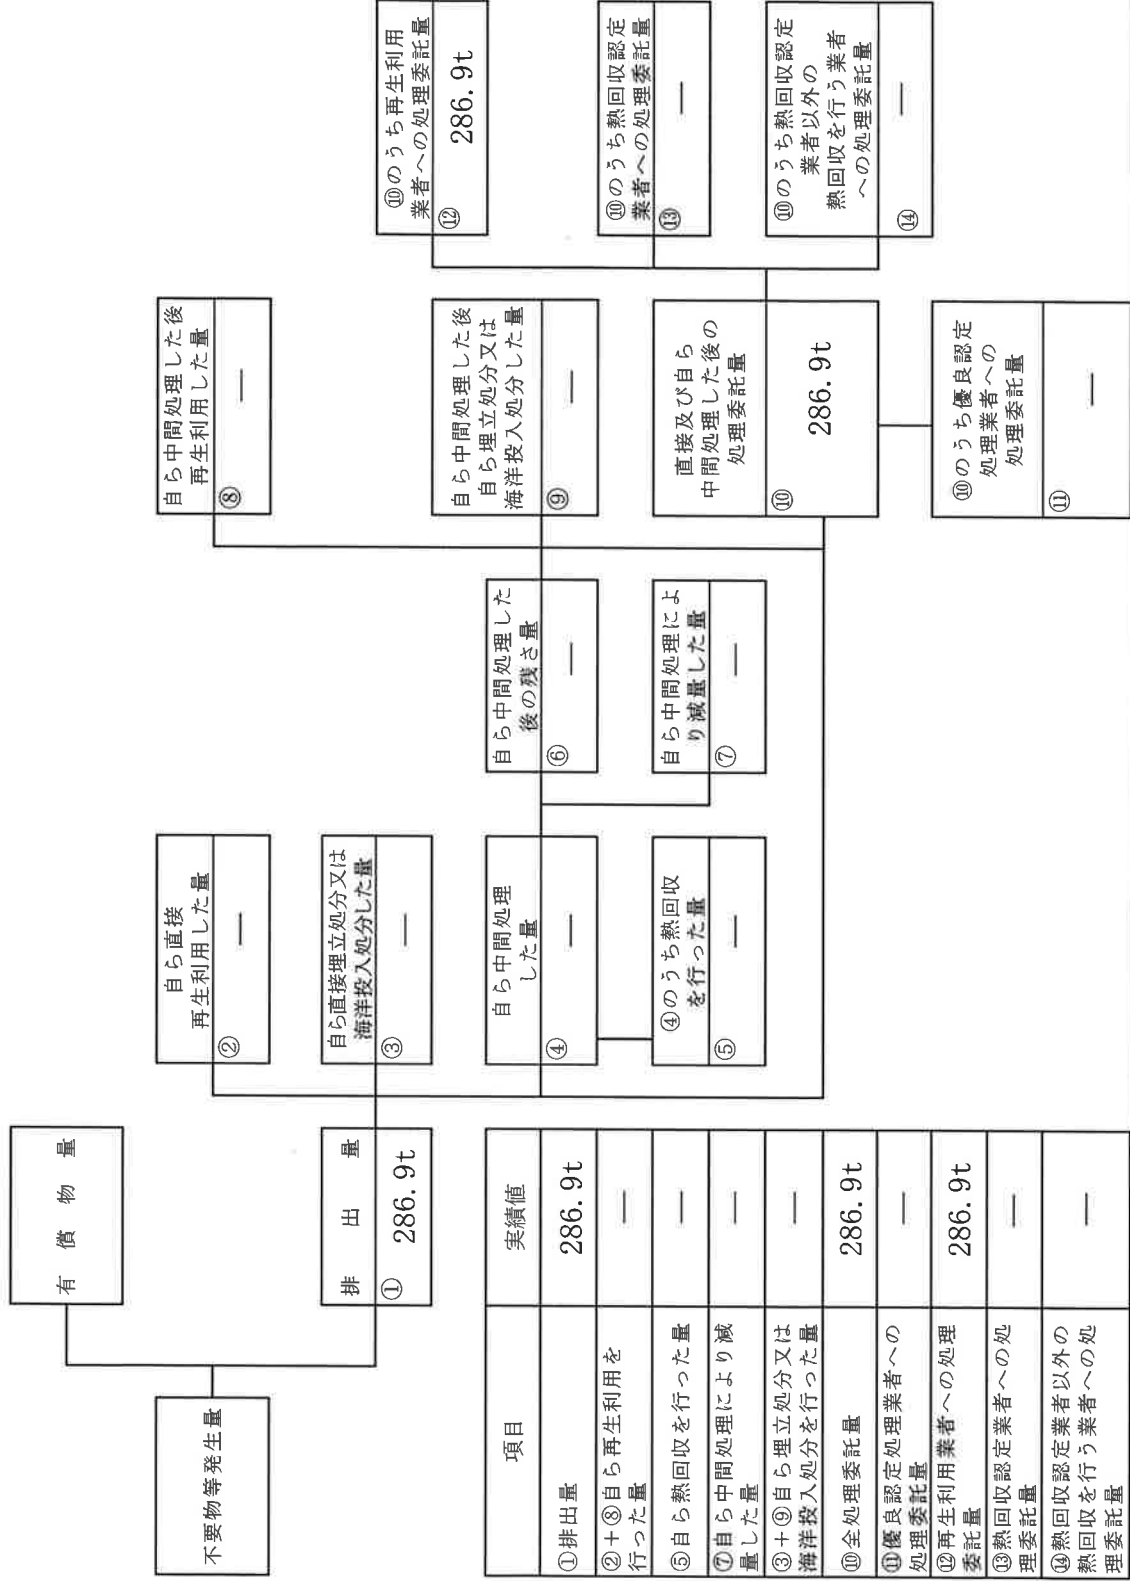 不要物等発生量
有償物量
排出量
① 286.9t
自ら直接
再生利用した量
② ―
自ら直接埋立処分又は
海洋投入処分した量
③ ―
自ら中間処理
した量
④ ―
④のうち熱回収
を行った量
⑤ ―
自ら中間処理した
後の残さ量
⑥ ―
自ら中間処理によ
り減量した量
⑦ ―
自ら中間処理した後
再生利用した量
⑧ ―
自ら中間処理した後
自ら埋立処分又は
海洋投入処分した量
⑨ ―
直接及び自ら
中間処理した後の
処理委託量
⑩ 286.9t
⑩のうち優良認定
処理業者への
処理委託量
⑪ ―
⑩のうち再生利用
業者への処理委託量
⑫ 286.9t
⑩のうち熱回収認定
業者への処理委託量
⑬ ―
⑩のうち熱回収認定
業者以外の
熱回収を行う業者
への処理委託量
⑭ ―
項目 実績値
①排出量 286.9t
②+⑧自ら再生利用を
行った量 ―
⑤自ら熱回収を行った量 ―
⑦自ら中間処理により減
量した量 ―
③+⑨自ら埋立処分又は
海洋投入処分を行った量 ―
⑩全処理委託量 286.9t
⑪優良認定処理業者への
処理委託量 ―
⑫再生利用業者への処理
委託量 286.9t
⑬熱回収認定業者への処
理委託量 ―
⑭熱回収認定業者以外の
熱回収を行う業者への処
理委託量 ―